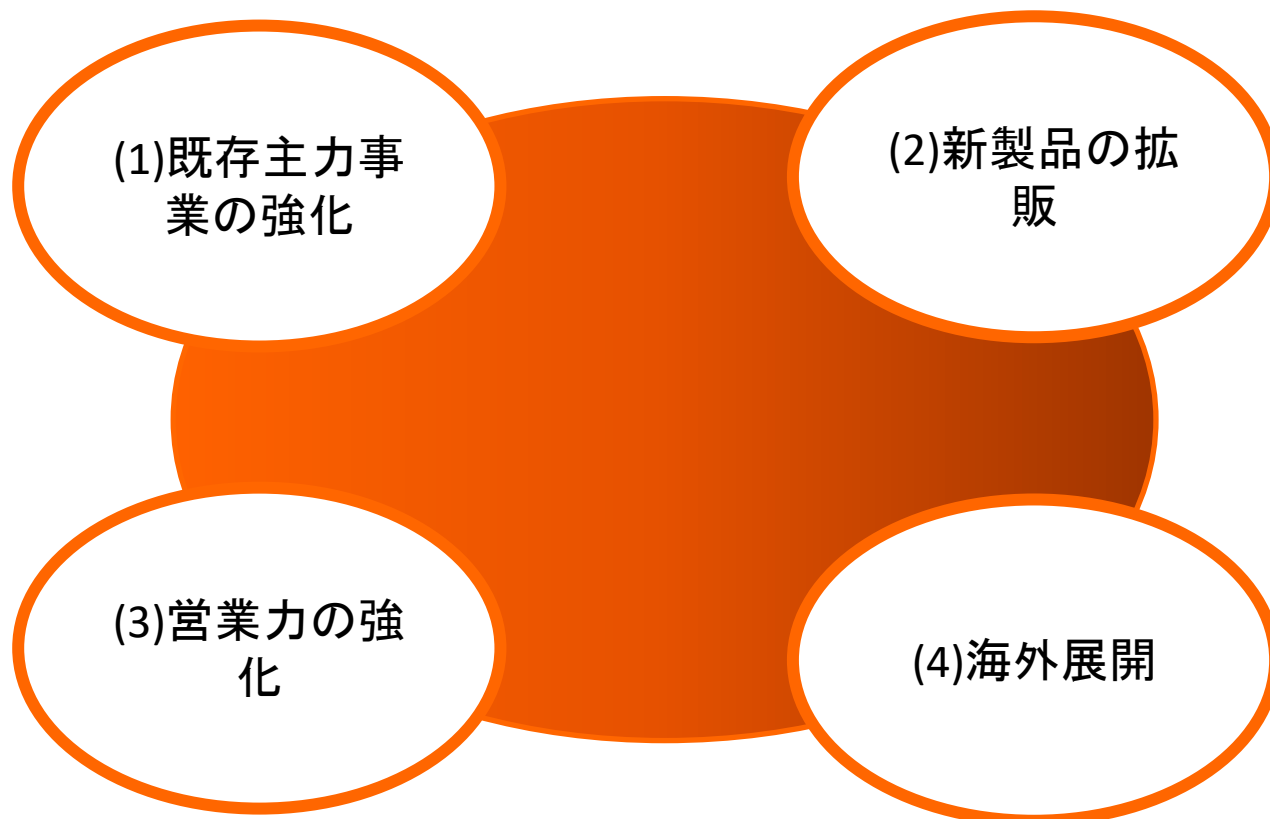 (1)既存主力事
業の強化
(2)新製品の拡
販
(3)営業力の強
化
(4)海外展開